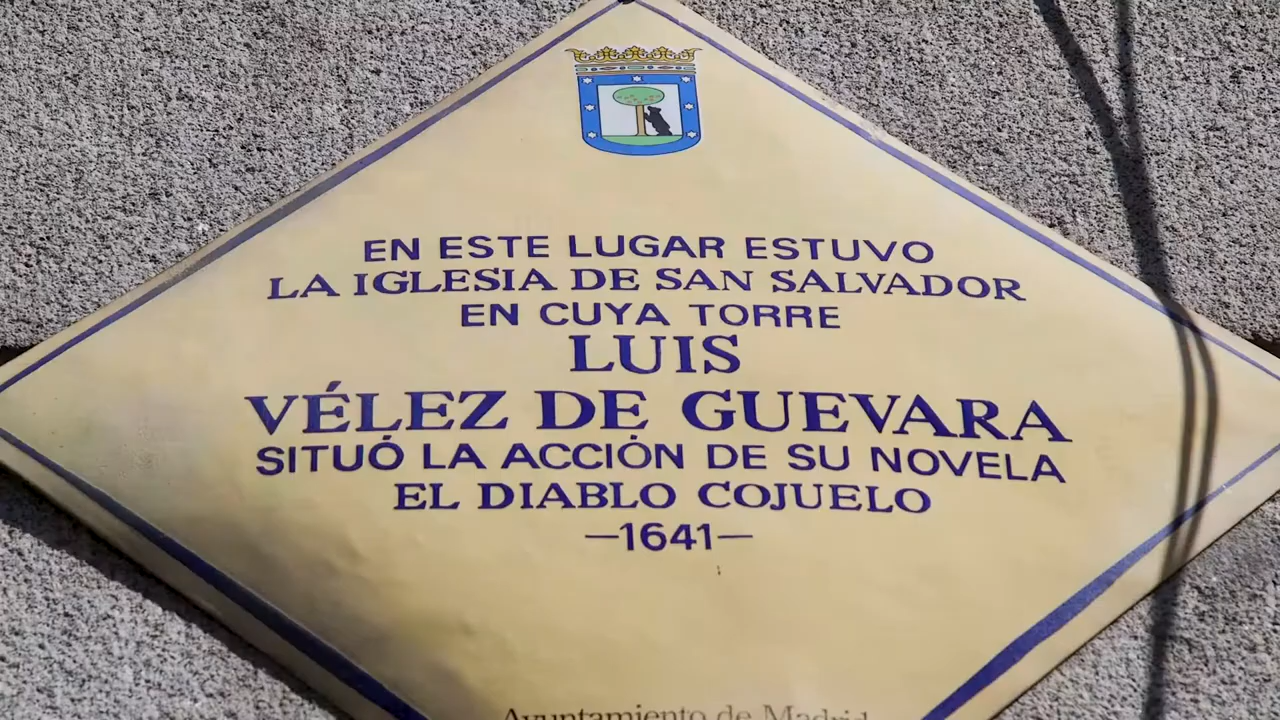 EN ESTE LUGAR ESTUVO
LA IGLESIA DE SAN SALVADOR
EN CUYA TORRE
LUIS
VÉLEZ DE GUEVARA
SITUÓ LA ACCIÓN DE SU NOVELA
EL DIABLO COJUELO
—1641—
Ayuntamiento de Madrid